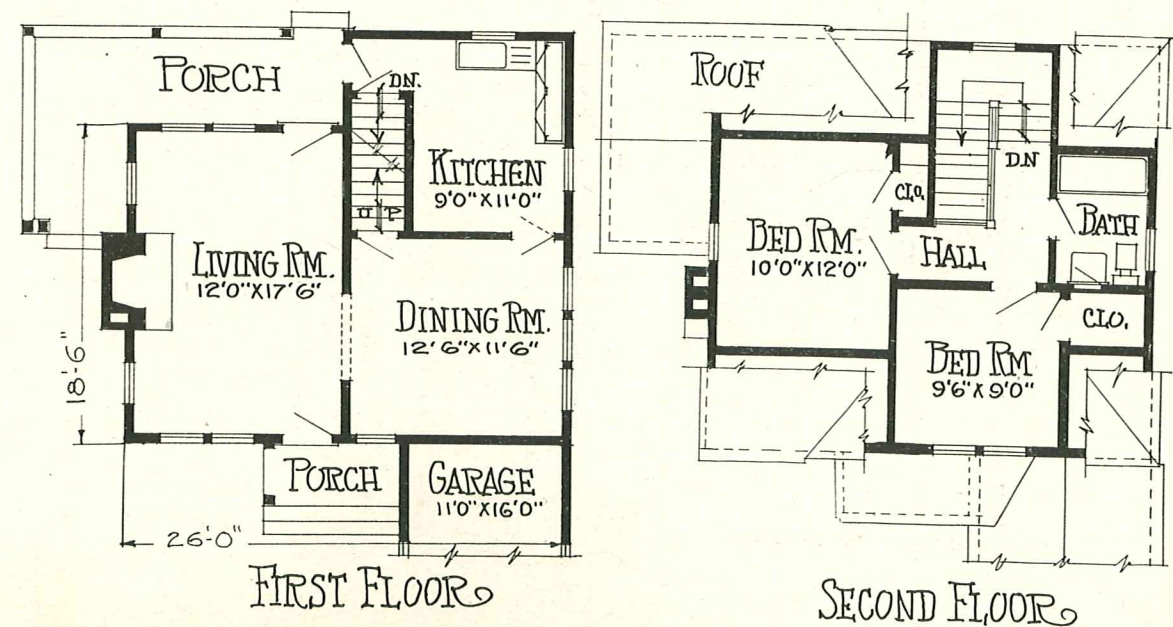 PORCH
DN.
KITCHEN
9'0"X11'0"
UP
LIVING RM.
12'0"X17'6"
DINING RM.
12'6"X11'6"
18'-6"
PORCH
GARAGE
11'0"X16'0"
26'-0"
FIRST FLOOR
ROOF
DN
CLO.
BATH
BED RM.
10'0"X12'0"
HALL
CLO.
BED RM
9'6"X9'0"
SECOND FLOOR